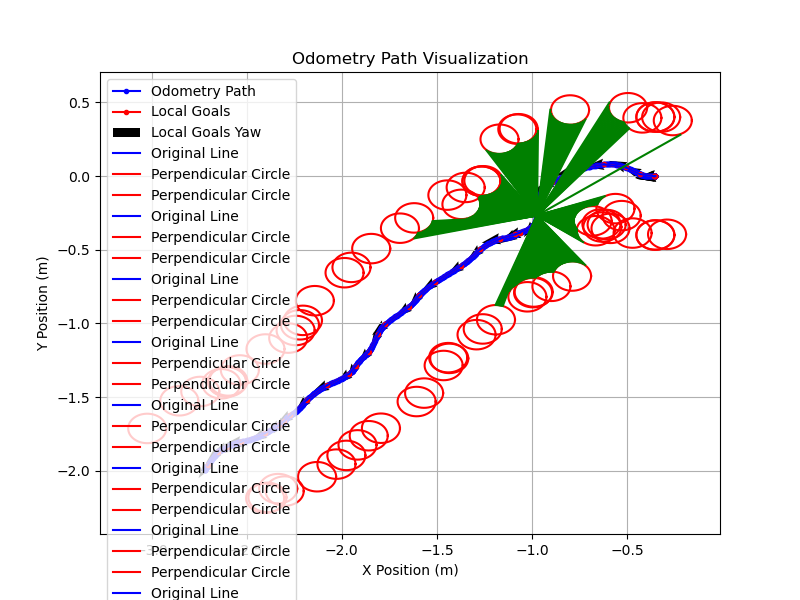 Odometry Path Visualization
Odometry Path
Local Goals
Local Goals Yaw
Original Line
Perpendicular Circle
Perpendicular Circle
Original Line
Perpendicular Circle
Perpendicular Circle
Original Line
Perpendicular Circle
Perpendicular Circle
Original Line
Perpendicular Circle
Perpendicular Circle
Original Line
Perpendicular Circle
Perpendicular Circle
Original Line
Perpendicular Circle
Perpendicular Circle
Original Line
Perpendicular Circle
Perpendicular Circle
Original Line
0.5
0.0
−0.5
−1.0
−1.5
−2.0
Y Position (m)
−2.0 −1.5 −1.0 −0.5
X Position (m)